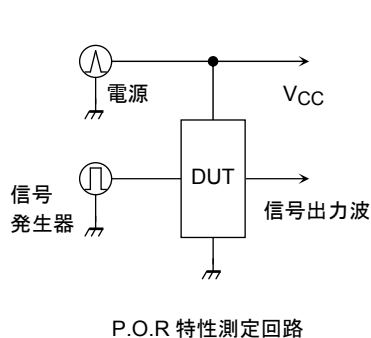 電源
VCC
DUT
信号
発生器
信号出力波
P.O.R 特性測定回路